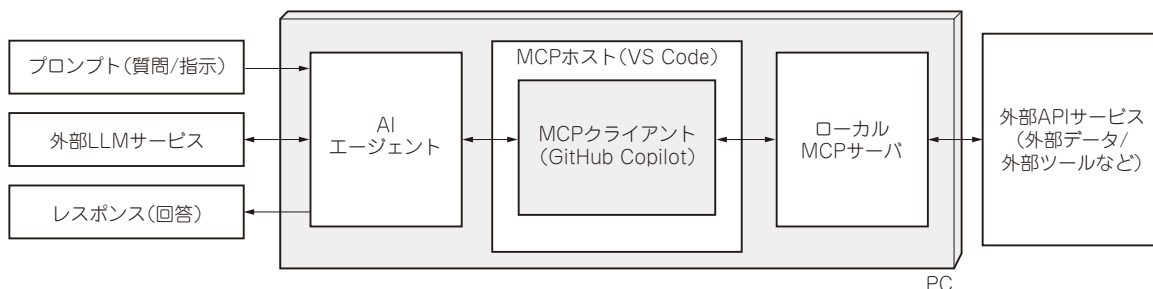 プロンプト（質問/指示）
外部LLMサービス
レスポンス（回答）
AI
エージェント
MCPホスト（VS Code）
MCPクライアント
（GitHub Copilot）
ローカル
MCPサーバ
外部APIサービス
（外部データ/
外部ツールなど）
PC